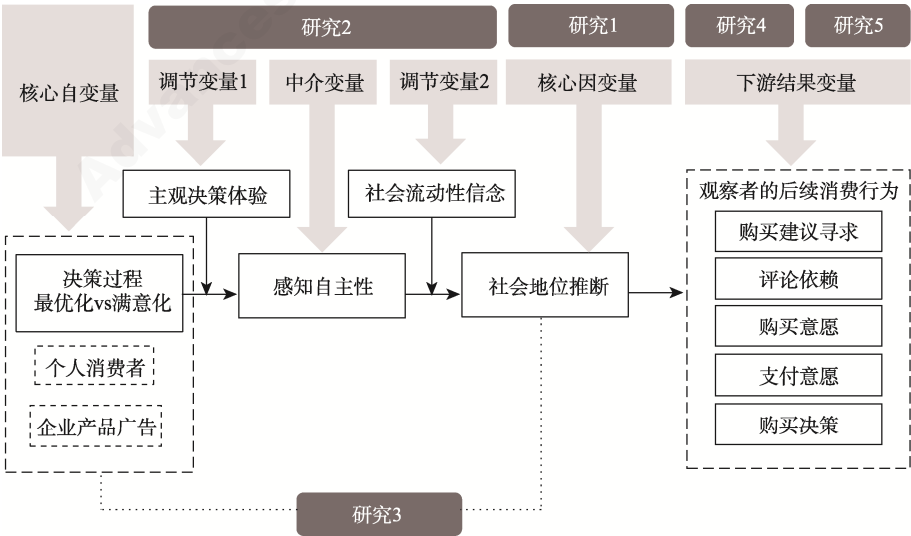 研究2
研究1
研究4
研究5
核心自变量
调节变量1
中介变量
调节变量2
核心因变量
下游结果变量
主观决策体验
社会流动性信念
观察者的后续消费行为
决策过程
最优化vs满意化
感知自主性
社会地位推断
购买建议寻求
评论依赖
购买意愿
支付意愿
购买决策
个人消费者
企业产品广告
研究3
Advances